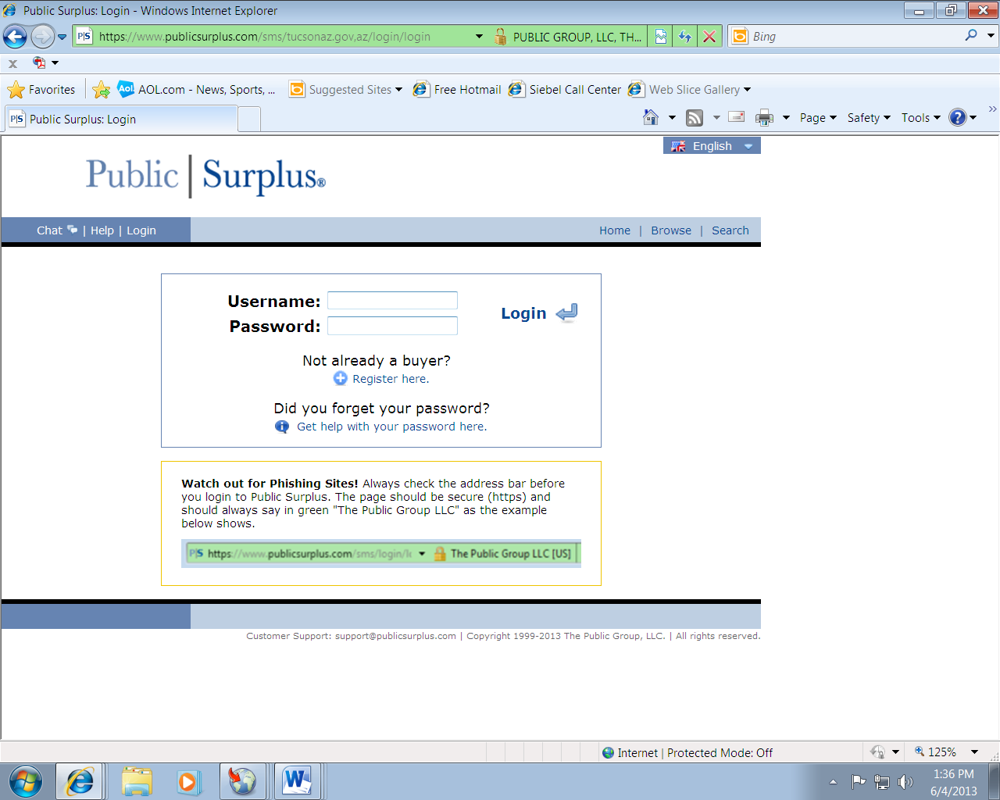 Public Surplus: Login - Windows Internet Explorer
P|S https://www.publicsurplus.com/sms/tucsonaz.gov,az/login/login PUBLIC GROUP, LLC, TH... Bing
x
Favorites Aol AOL.com - News, Sports, ... Suggested Sites Free Hotmail Siebel Call Center Web Slice Gallery
P|S Public Surplus: Login Page Safety Tools ? »
English
Public | Surplus®
Chat | Help | Login Home | Browse | Search
Username:
Password:
Login
Not already a buyer?
Register here.
Did you forget your password?
Get help with your password here.
Watch out for Phishing Sites! Always check the address bar before
you login to Public Surplus. The page should be secure (https) and
should always say in green "The Public Group LLC" as the example
below shows.
P|S https://www.publicsurplus.com/sms/login/l The Public Group LLC [US]
Customer Support: support@publicsurplus.com | Copyright 1999-2013 The Public Group, LLC. | All rights reserved.
Internet | Protected Mode: Off 125%
W 1:36 PM
6/4/2013